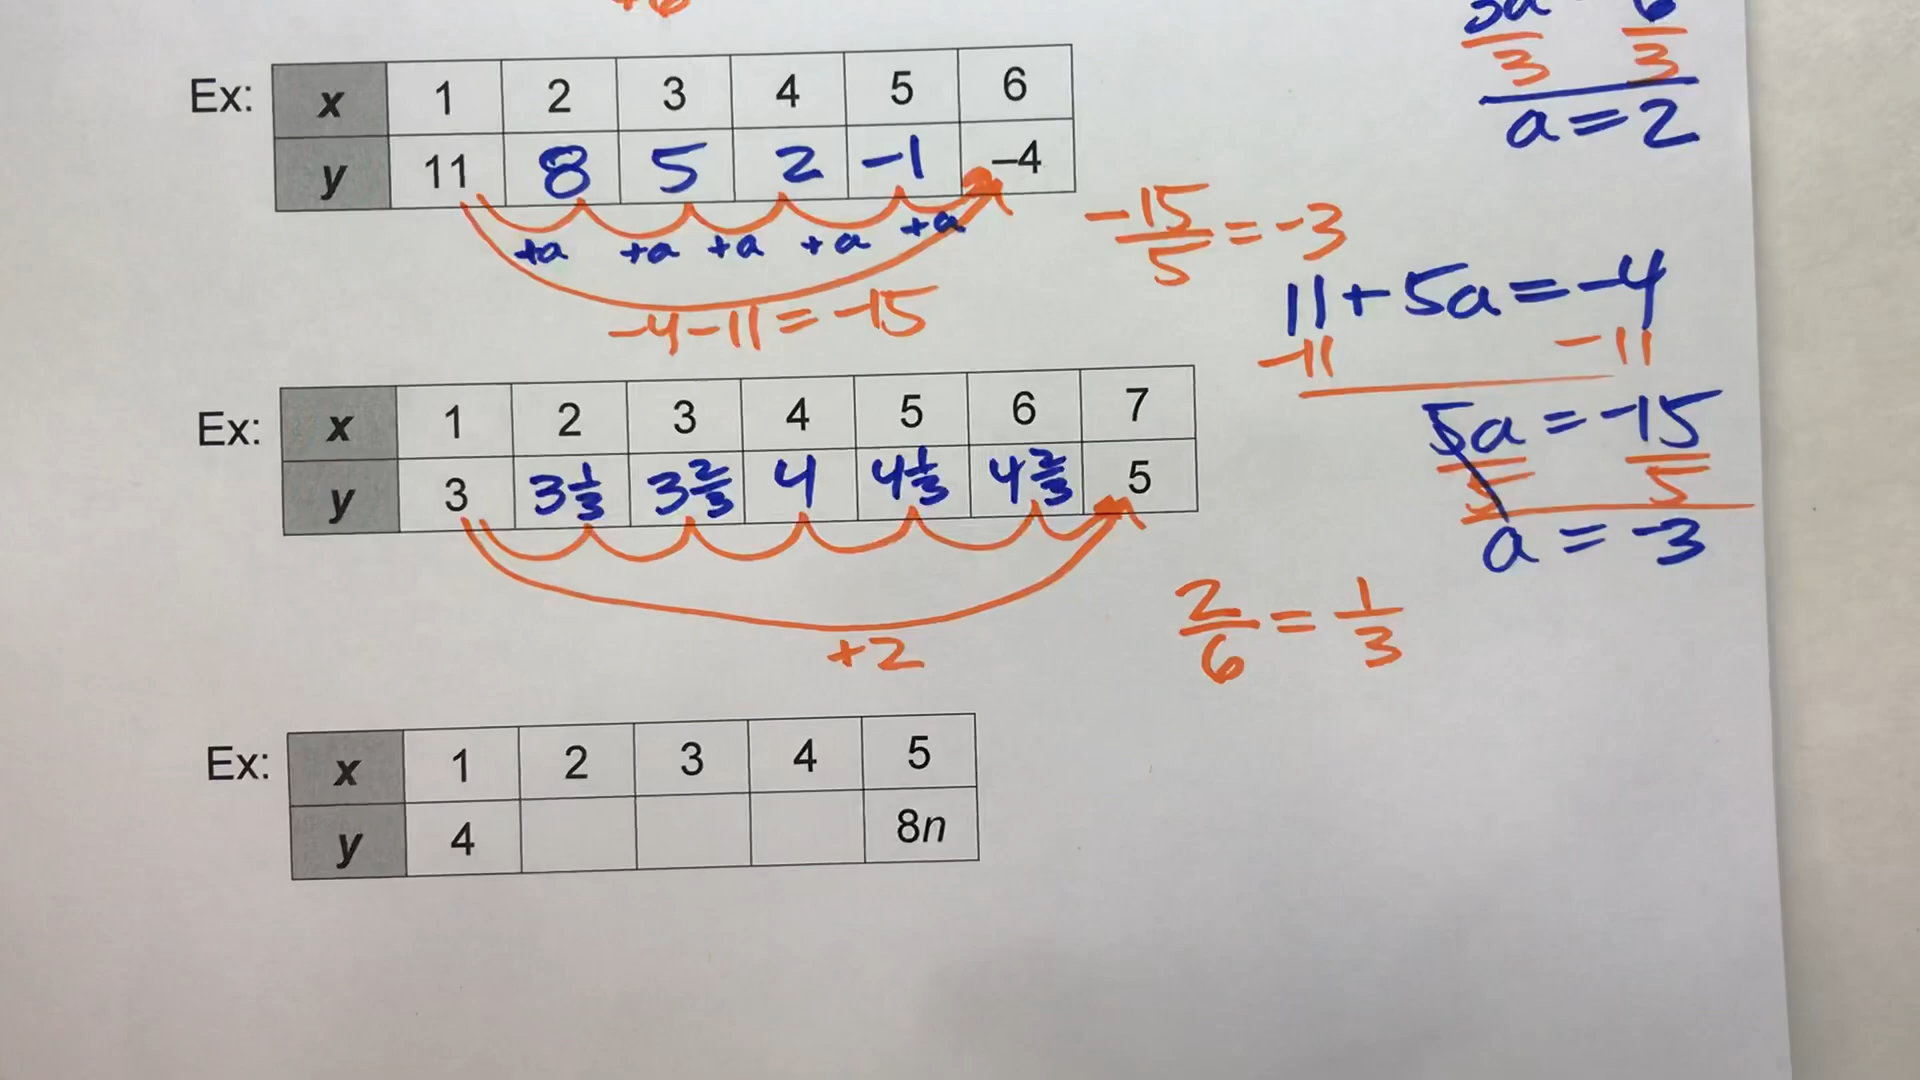 +6
3a 6
3 3
a = 2
Ex: x 1 2 3 4 5 6
y 11 8 5 2 -1 –4
+a +a +a +a +a
-4-11 = -15
-15/5 = -3
11 + 5a = -4
-11 -11
5a = -15
5 5
a = -3
Ex: x 1 2 3 4 5 6 7
y 3 3 1/3 3 2/3 4 4 1/3 4 2/3 5
+2
2/6 = 1/3
Ex: x 1 2 3 4 5
y 4 8n